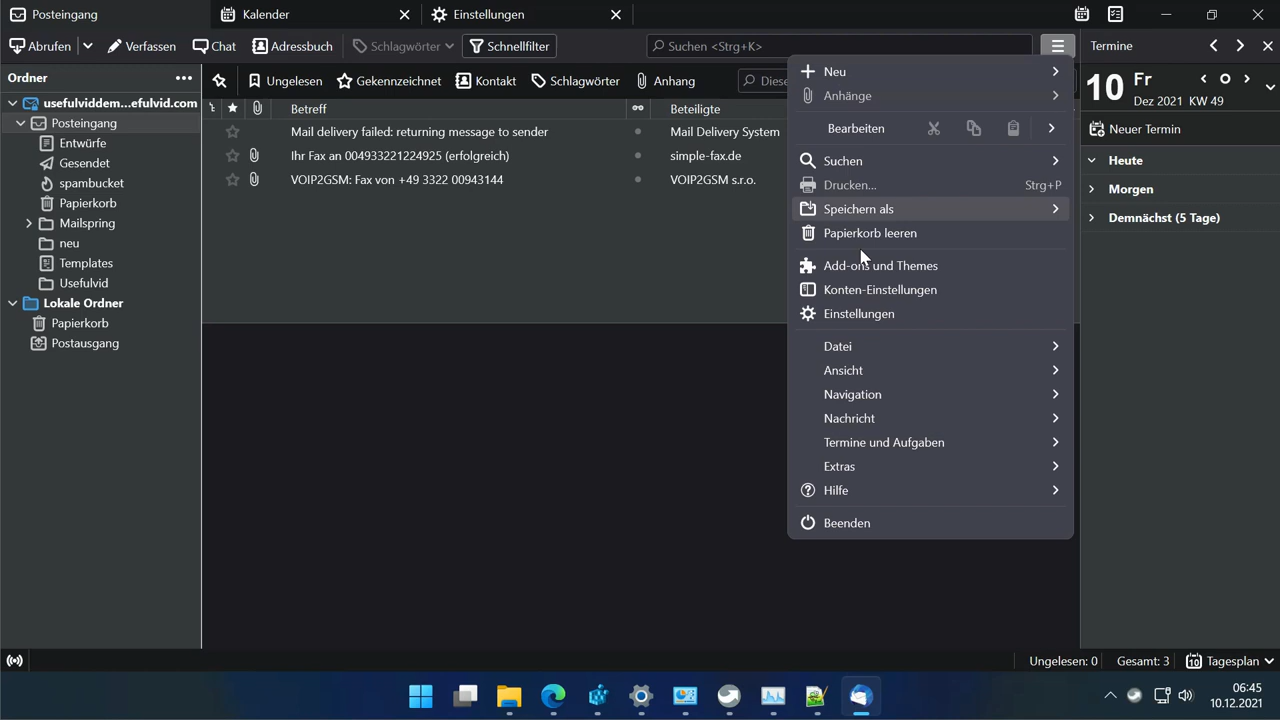 Posteingang
Kalender
Einstellungen
Abrufen
Verfassen
Chat
Adressbuch
Schlagwörter
Schnellfilter
Suchen <Strg+K>
Termine
Ordner
Ungelesen
Gekennzeichnet
Kontakt
Schlagwörter
Anhang
Diese
10
Fr
Dez 2021 KW 49
Neuer Termin
Heute
Morgen
Demnächst (5 Tage)
usefulviddem...efulvid.com
Posteingang
Entwürfe
Gesendet
spambucket
Papierkorb
Mailspring
neu
Templates
Usefulvid
Lokale Ordner
Papierkorb
Postausgang
Betreff
Beteiligte
Mail delivery failed: returning message to sender
Mail Delivery System
Ihr Fax an 004933221224925 (erfolgreich)
simple-fax.de
VOIP2GSM: Fax von +49 3322 00943144
VOIP2GSM s.r.o.
Neu
Anhänge
Bearbeiten
Suchen
Drucken... Strg+P
Speichern als
Papierkorb leeren
Add-ons und Themes
Konten-Einstellungen
Einstellungen
Datei
Ansicht
Navigation
Nachricht
Termine und Aufgaben
Extras
Hilfe
Beenden
Ungelesen: 0
Gesamt: 3
10
Tagesplan
06:45
10.12.2021